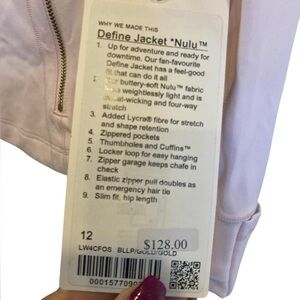 WHY WE MADE THIS
Define Jacket *Nulu™
1. Up for adventure and ready for
downtime. Our fan-favourite
Define Jacket has a feel-good
fit that can do it all
buttery-soft Nulu™ fabric
weightlessly light and is
-wicking and four-way
stretch
3. Added Lycra® fibre for stretch
and shape retention
4. Zippered pockets
5. Thumbholes and Cuffins™
6. Locker loop for easy hanging
7. Zipper garage keeps chafe in
check
8. Elastic zipper pull doubles as
an emergency hair tie
9. Slim fit, hip length
12
$128.00
LW4CFOS BLLP/GOLD/GOLD